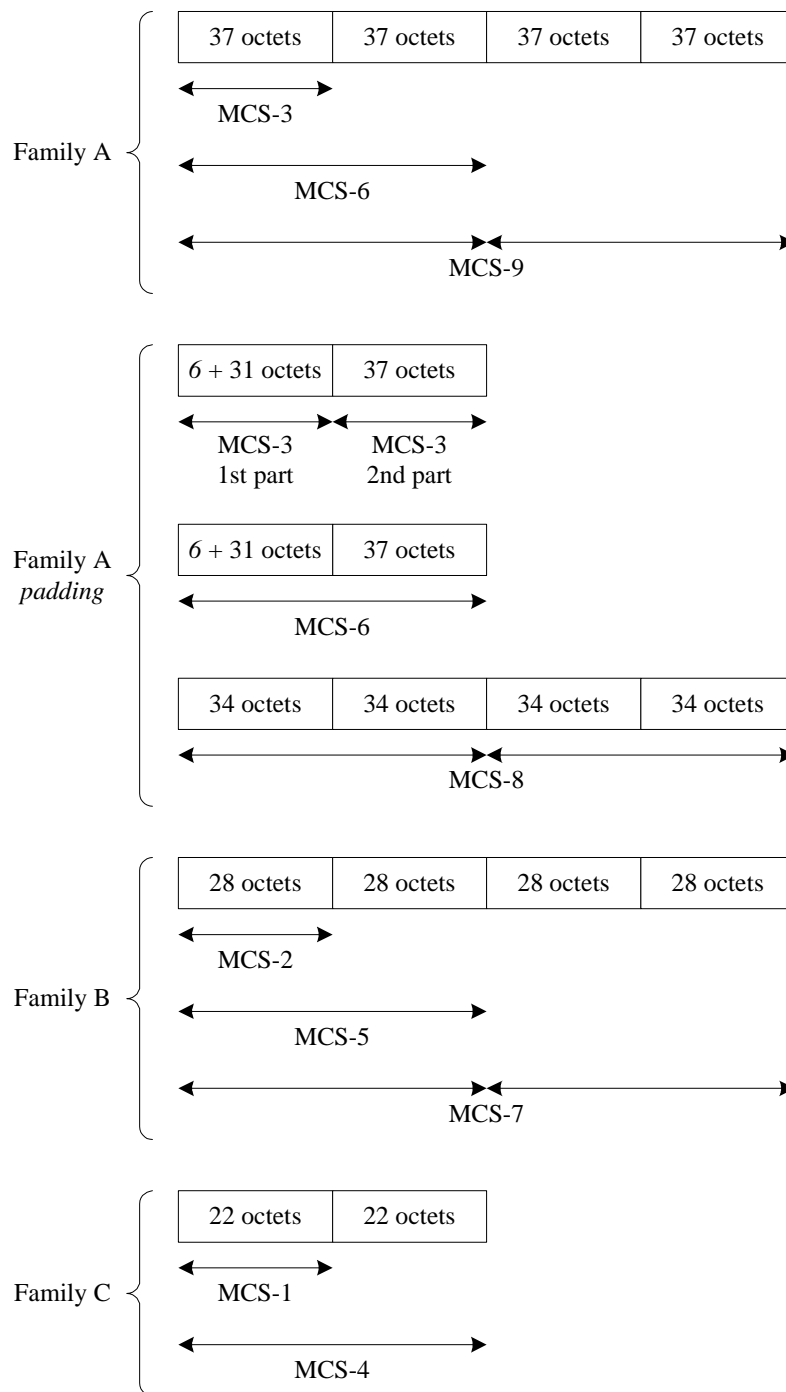 37 octets 37 octets 37 octets 37 octets
MCS-3
Family A
MCS-6
MCS-9
6 + 31 octets 37 octets
MCS-3 MCS-3
1st part 2nd part
6 + 31 octets 37 octets
Family A
padding
MCS-6
34 octets 34 octets 34 octets 34 octets
MCS-8
28 octets 28 octets 28 octets 28 octets
MCS-2
Family B
MCS-5
MCS-7
22 octets 22 octets
Family C
MCS-1
MCS-4